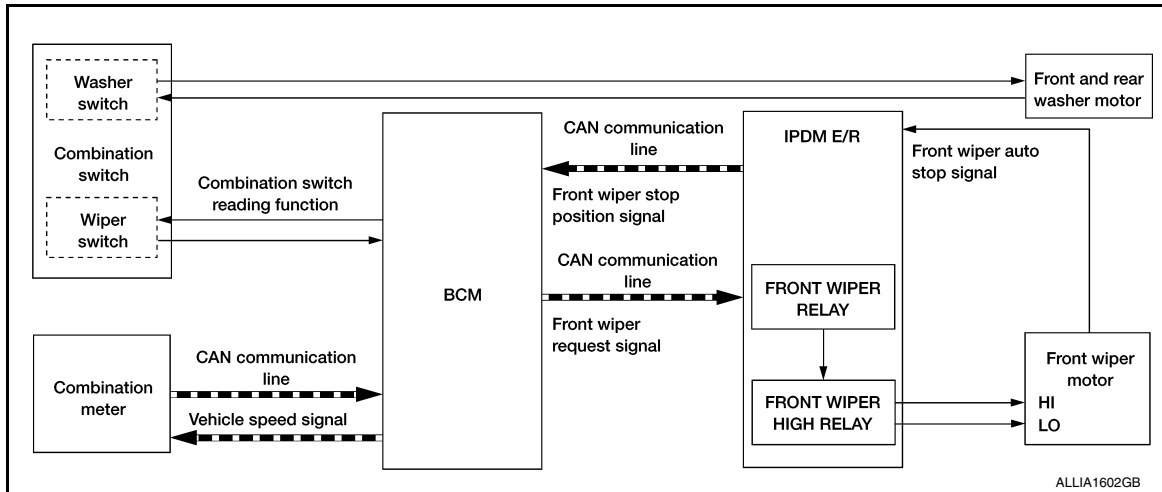 Washer
switch
Combination
switch
Wiper
switch
Combination switch
reading function
Combination
meter
CAN communication
line
Vehicle speed signal
BCM
CAN communication
line
Front wiper stop
position signal
CAN communication
line
Front wiper
request signal
IPDM E/R
FRONT WIPER
RELAY
FRONT WIPER
HIGH RELAY
Front and rear
washer motor
Front wiper auto
stop signal
Front wiper
motor
HI
LO
ALLIA1602GB